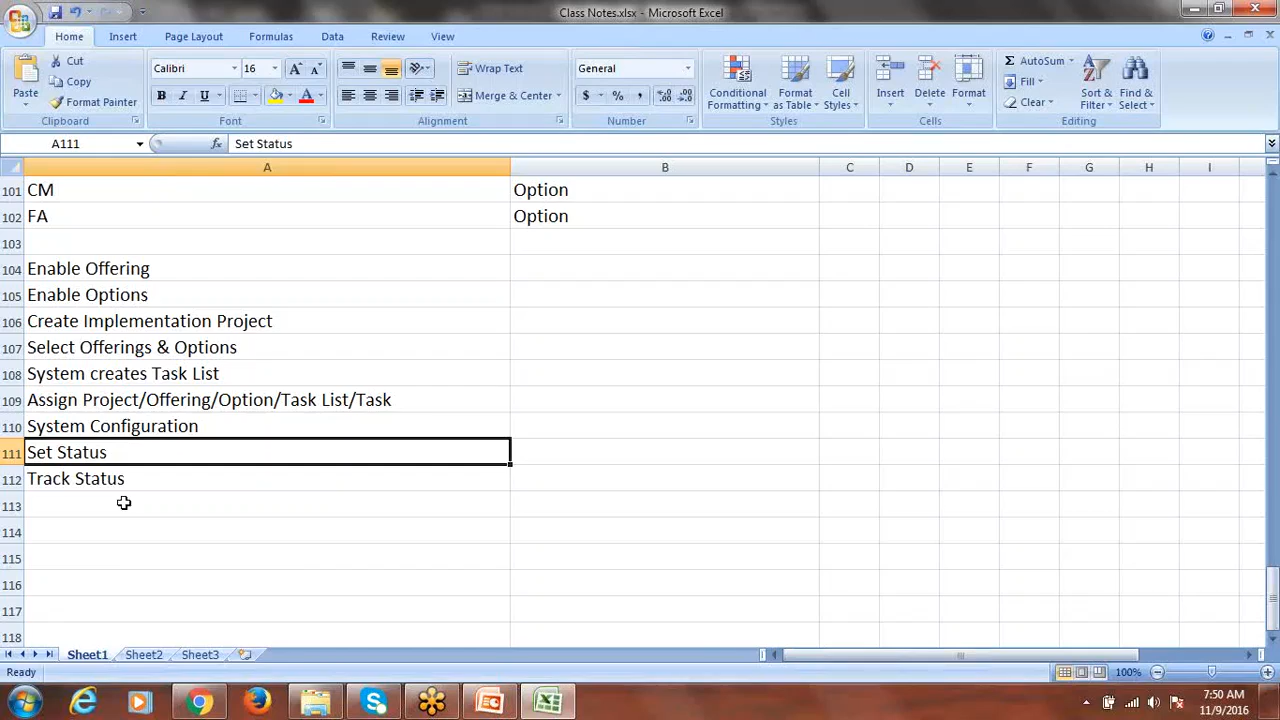 Class Notes.xlsx - Microsoft Excel
Home Insert Page Layout Formulas Data Review View
Paste
Cut
Copy
Format Painter
Clipboard
Calibri 16
B I U
Font
Wrap Text
Merge & Center
Alignment
General
$ % ,
Number
Conditional Formatting
Format as Table
Cell Styles
Styles
Insert
Delete
Format
Cells
AutoSum
Fill
Clear
Sort & Filter
Find & Select
Editing
A111 fx Set Status
A B C D E F G H I
101 CM Option
102 FA Option
103
104 Enable Offering
105 Enable Options
106 Create Implementation Project
107 Select Offerings & Options
108 System creates Task List
109 Assign Project/Offering/Option/Task List/Task
110 System Configuration
111 Set Status
112 Track Status
113
114
115
116
117
118
Sheet1 Sheet2 Sheet3
Ready 100%
7:50 AM
11/9/2016